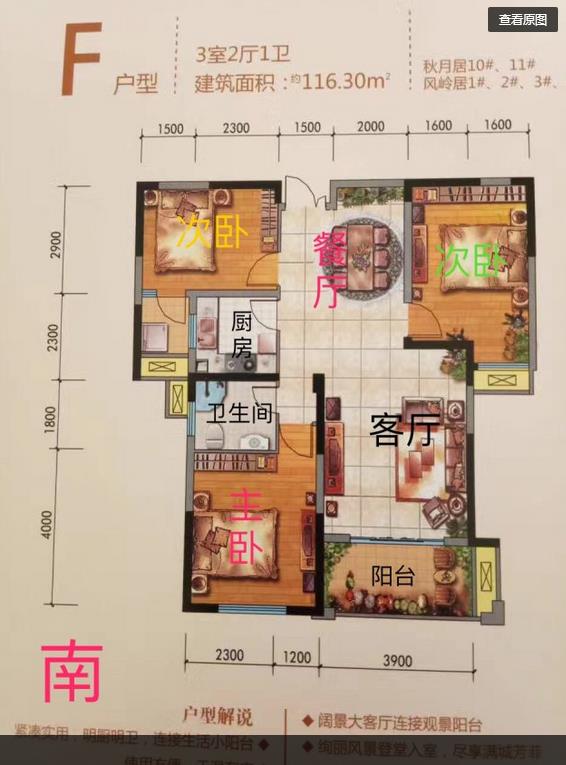 查看原图
F 户型
3室2厅1卫
建筑面积:约116.30m²
秋月居10#、11#
风岭居1#、2#、3#、
1500 2300 1500 2000 1600 1600
2900
2300
1800
4000
次卧
餐厅
次卧
厨房
卫生间
客厅
主卧
阳台
2300 1200 3900
南
户型解说
紧凑实用，明厨明卫，连接生活小阳台◆
◆阔景大客厅连接观景阳台
◆绚丽风景登堂入室，尽享满城芳菲